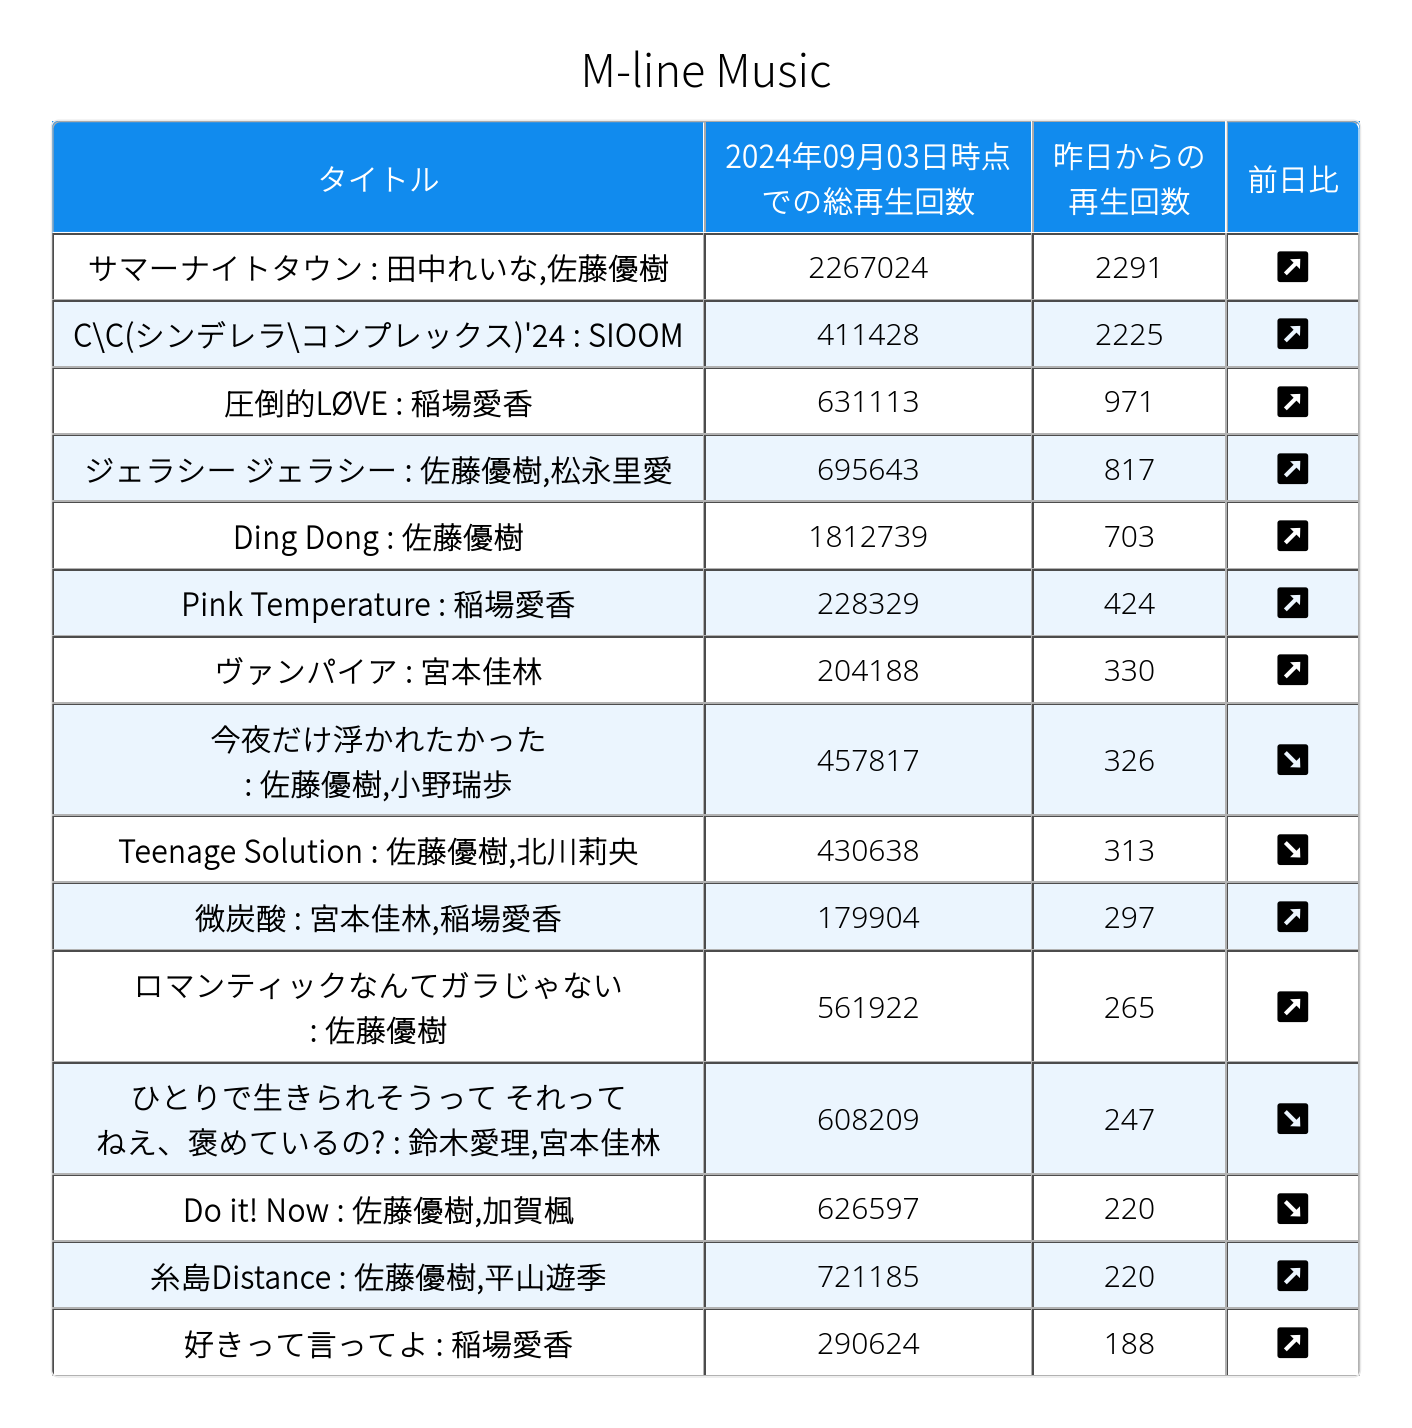 M-line Music
タイトル
2024年09月03日時点
での総再生回数
昨日からの
再生回数
前日比
サマーナイトタウン : 田中れいな,佐藤優樹
2267024
2291
C\C(シンデレラ\コンプレックス)'24 : SIOOM
411428
2225
圧倒的LØVE : 稲場愛香
631113
971
ジェラシー ジェラシー : 佐藤優樹,松永里愛
695643
817
Ding Dong : 佐藤優樹
1812739
703
Pink Temperature : 稲場愛香
228329
424
ヴァンパイア : 宮本佳林
204188
330
今夜だけ浮かれたかった
: 佐藤優樹,小野瑞歩
457817
326
Teenage Solution : 佐藤優樹,北川莉央
430638
313
微炭酸 : 宮本佳林,稲場愛香
179904
297
ロマンティックなんてガラじゃない
: 佐藤優樹
561922
265
ひとりで生きられそうって それって
ねえ、褒めているの? : 鈴木愛理,宮本佳林
608209
247
Do it! Now : 佐藤優樹,加賀楓
626597
220
糸島Distance : 佐藤優樹,平山遊季
721185
220
好きって言ってよ : 稲場愛香
290624
188